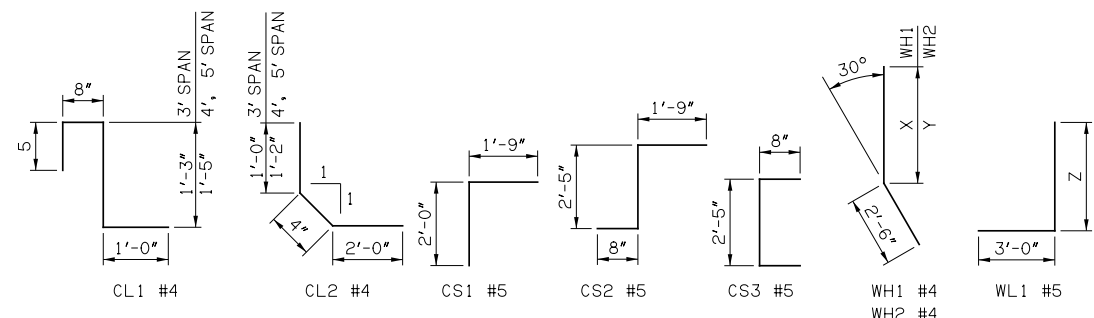 8"
5
3' SPAN
4', 5' SPAN
1'-3"
1'-5"
1'-0"
CL1 #4
3' SPAN
4', 5' SPAN
1'-0"
1'-2"
1
1
4"
2'-0"
CL2 #4
1'-9"
2'-0"
CS1 #5
1'-9"
2'-5"
8"
CS2 #5
8"
2'-5"
CS3 #5
30°
WH1
WH2
X
Y
2'-6"
WH1 #4
WH2 #4
Z
3'-0"
WL1 #5